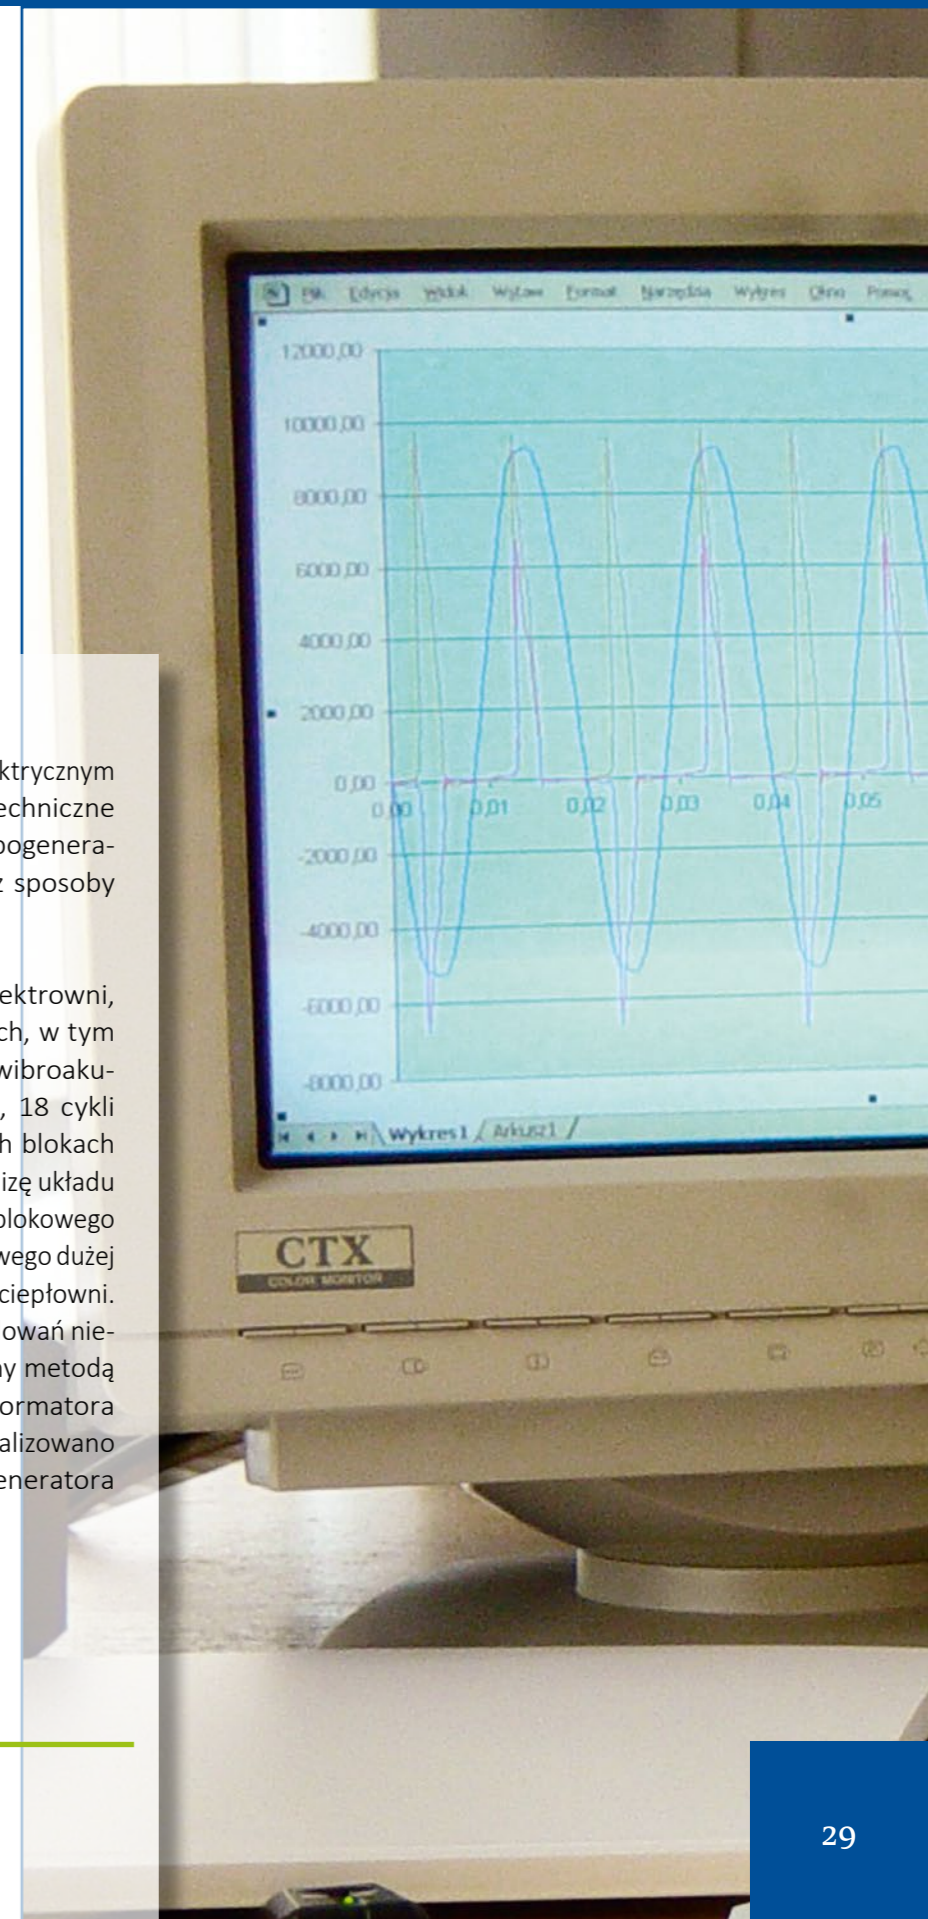 ktrycznym
echniczne
ogenera-
z sposoby
ektrowni,
ch, w tym
wibroaku-
, 18 cykli
h blokach
izę układu
blokowego
wego dużej
ciepłowni.
owań nie-
ny metodą
ormatora
alizowano
eneratora
Plik Edycja Widok Wstaw Format Narzędzia Wykres Okno Pomoc
12000,00
10000,00
8000,00
6000,00
4000,00
2000,00
0,00
0,00 0,01 0,02 0,03 0,04 0,05
-2000,00
-4000,00
-6000,00
-8000,00
Wykres1 Arkusz1
CTX
COLOR MONITOR
29